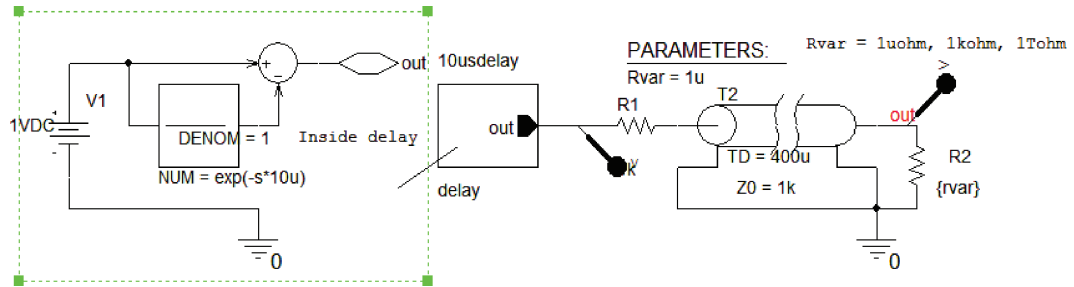 V1
1VDC
+
-
DENOM = 1
NUM = exp(-s*10u)
+
-
out
Inside delay
0
10usdelay
out
delay
PARAMETERS:
Rvar = 1u
R1
k
V
T2
TD = 400u
Z0 = 1k
Rvar = 1uohm, 1kohm, 1Tohm
V
out
R2
{rvar}
0